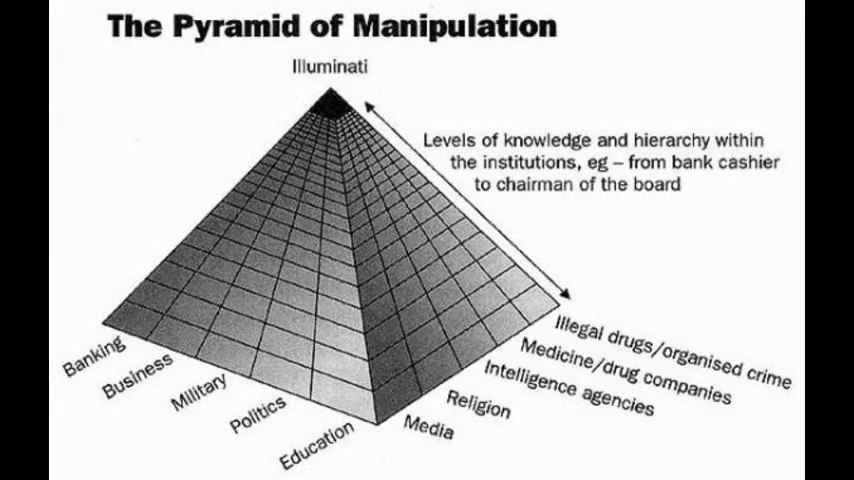 The Pyramid of Manipulation
Illuminati
Levels of knowledge and hierarchy within
the institutions, eg – from bank cashier
to chairman of the board
Banking
Business
Military
Politics
Education
Media
Religion
Intelligence agencies
Medicine/drug companies
Illegal drugs/organised crime